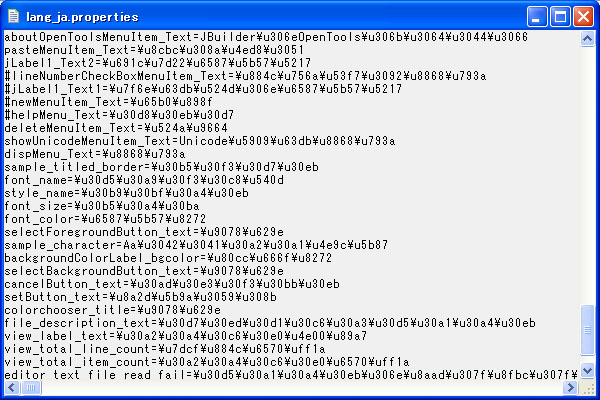 lang_ja.properties
aboutOpenToolsMenuItem_Text=JBuilder¥u306eOpenTools¥u306b¥u3064¥u3044¥u3066
pasteMenuItem_Text=¥u8cbc¥u308a¥u4ed8¥u3051
jLabel1_Text2=¥u691c¥u7d22¥u6587¥u5b57¥u5217
#lineNumberCheckBoxMenuItem_Text=¥u884c¥u756a¥u53f7¥u3092¥u8868¥u793a
#jLabel1_Text1=¥u7f6e¥u63db¥u524d¥u306e¥u6587¥u5b57¥u5217
#newMenuItem_Text=¥u65b0¥u898f
#helpMenu_Text=¥u30d8¥u30eb¥u30d7
deleteMenuItem_Text=¥u524a¥u9664
showUnicodeMenuItem_Text=Unicode¥u5909¥u63db¥u8868¥u793a
dispMenu_Text=¥u8868¥u793a
sample_titled_border=¥u30b5¥u30f3¥u30d7¥u30eb
font_name=¥u30d5¥u30a9¥u30f3¥u30c8¥u540d
style_name=¥u30b9¥u30bf¥u30a4¥u30eb
font_size=¥u30b5¥u30a4¥u30ba
font_color=¥u6587¥u5b57¥u8272
selectForegroundButton_text=¥u9078¥u629e
sample_character=Aa¥u3042¥u3041¥u30a2¥u30a1¥u4e9c¥u5b87
backgroundColorLabel_bgcolor=¥u80cc¥u666f¥u8272
selectBackgroundButton_text=¥u9078¥u629e
cancelButton_text=¥u30ad¥u30e3¥u30f3¥u30bb¥u30eb
setButton_text=¥u8a2d¥u5b9a¥u3059¥u308b
colorchooser_title=¥u9078¥u629e
file_description_text=¥u30d7¥u30ed¥u30d1¥u30c6¥u30a3¥u30d5¥u30a1¥u30a4¥u30eb
view_label_text=¥u30a2¥u30a4¥u30c6¥u30e0¥u4e00¥u89a7
view_total_line_count=¥u7dcf¥u884c¥u6570¥uff1a
view_total_item_count=¥u30a2¥u30a4¥u30c6¥u30e0¥u6570¥uff1a
editor_text_file_read_fail=¥u30d5¥u30a1¥u30a4¥u30eb¥u306e¥u8aad¥u307f¥u8fbc¥u307f¥